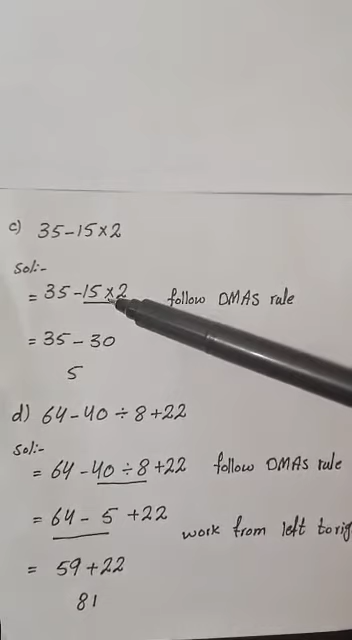 c) 35-15×2
Sol:-
= 35-15×2 follow DMAS rule
= 35-30
5
d) 64-40÷8+22
Sol:-
= 64-40÷8+22 follow DMAS rule
= 64-5+22
work from left to
= 59+22
81